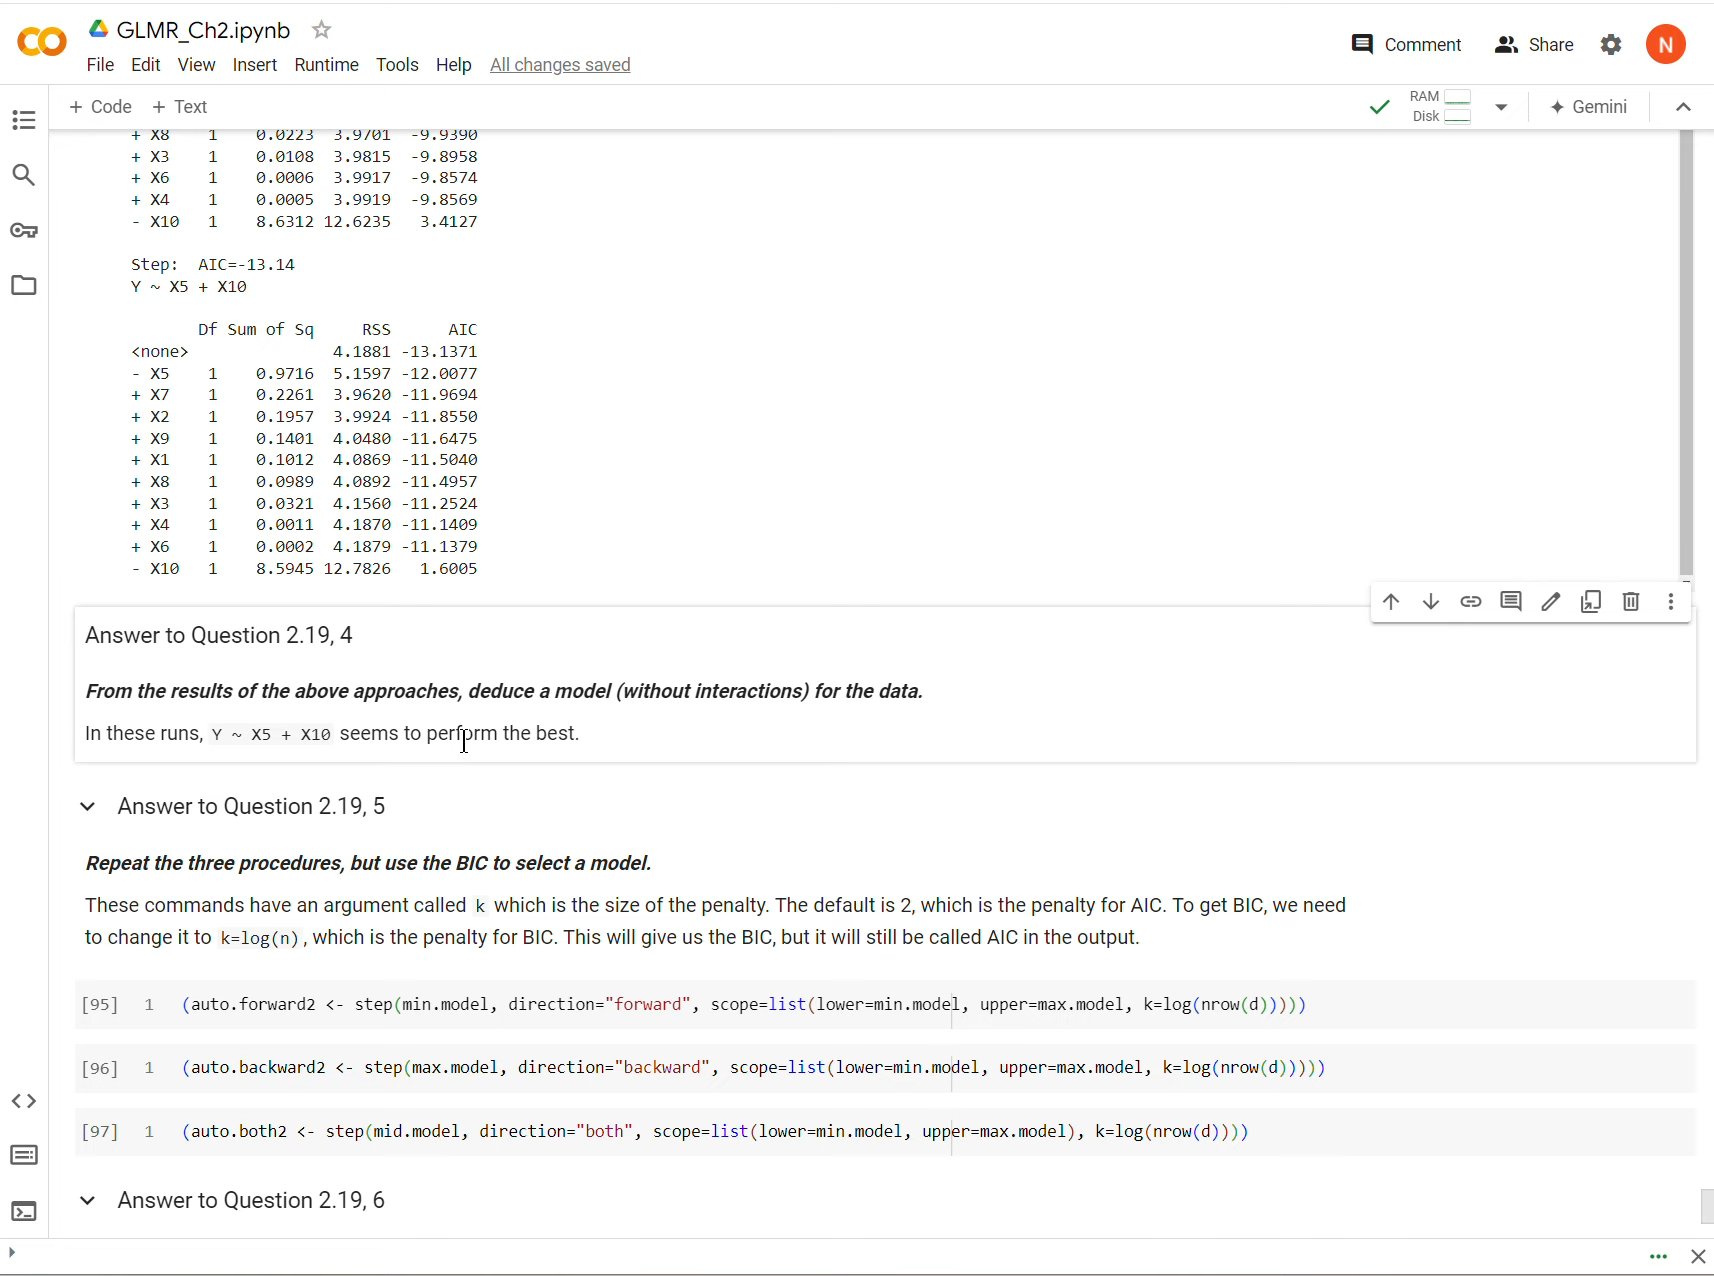 GLMR_Ch2.ipynb
Comment
Share
N
File Edit View Insert Runtime Tools Help All changes saved
+ Code + Text
RAM
Disk
Gemini
+ X8 1 0.0223 3.9701 -9.9390
+ X3 1 0.0108 3.9815 -9.8958
+ X6 1 0.0006 3.9917 -9.8574
+ X4 1 0.0005 3.9919 -9.8569
- X10 1 8.6312 12.6235 3.4127
Step: AIC=-13.14
Y ~ X5 + X10
Df Sum of Sq RSS AIC
<none> 4.1881 -13.1371
- X5 1 0.9716 5.1597 -12.0077
+ X7 1 0.2261 3.9620 -11.9694
+ X2 1 0.1957 3.9924 -11.8550
+ X9 1 0.1401 4.0480 -11.6475
+ X1 1 0.1012 4.0869 -11.5040
+ X8 1 0.0989 4.0892 -11.4957
+ X3 1 0.0321 4.1560 -11.2524
+ X4 1 0.0011 4.1870 -11.1409
+ X6 1 0.0002 4.1879 -11.1379
- X10 1 8.5945 12.7826 1.6005
Answer to Question 2.19, 4
From the results of the above approaches, deduce a model (without interactions) for the data.
In these runs, Y ~ X5 + X10 seems to perform the best.
Answer to Question 2.19, 5
Repeat the three procedures, but use the BIC to select a model.
These commands have an argument called k which is the size of the penalty. The default is 2, which is the penalty for AIC. To get BIC, we need
to change it to k=log(n), which is the penalty for BIC. This will give us the BIC, but it will still be called AIC in the output.
[95] 1 (auto.forward2 <- step(min.model, direction="forward", scope=list(lower=min.model, upper=max.model, k=log(nrow(d)))))
[96] 1 (auto.backward2 <- step(max.model, direction="backward", scope=list(lower=min.model, upper=max.model, k=log(nrow(d)))))
[97] 1 (auto.both2 <- step(mid.model, direction="both", scope=list(lower=min.model, upper=max.model), k=log(nrow(d))))
Answer to Question 2.19, 6